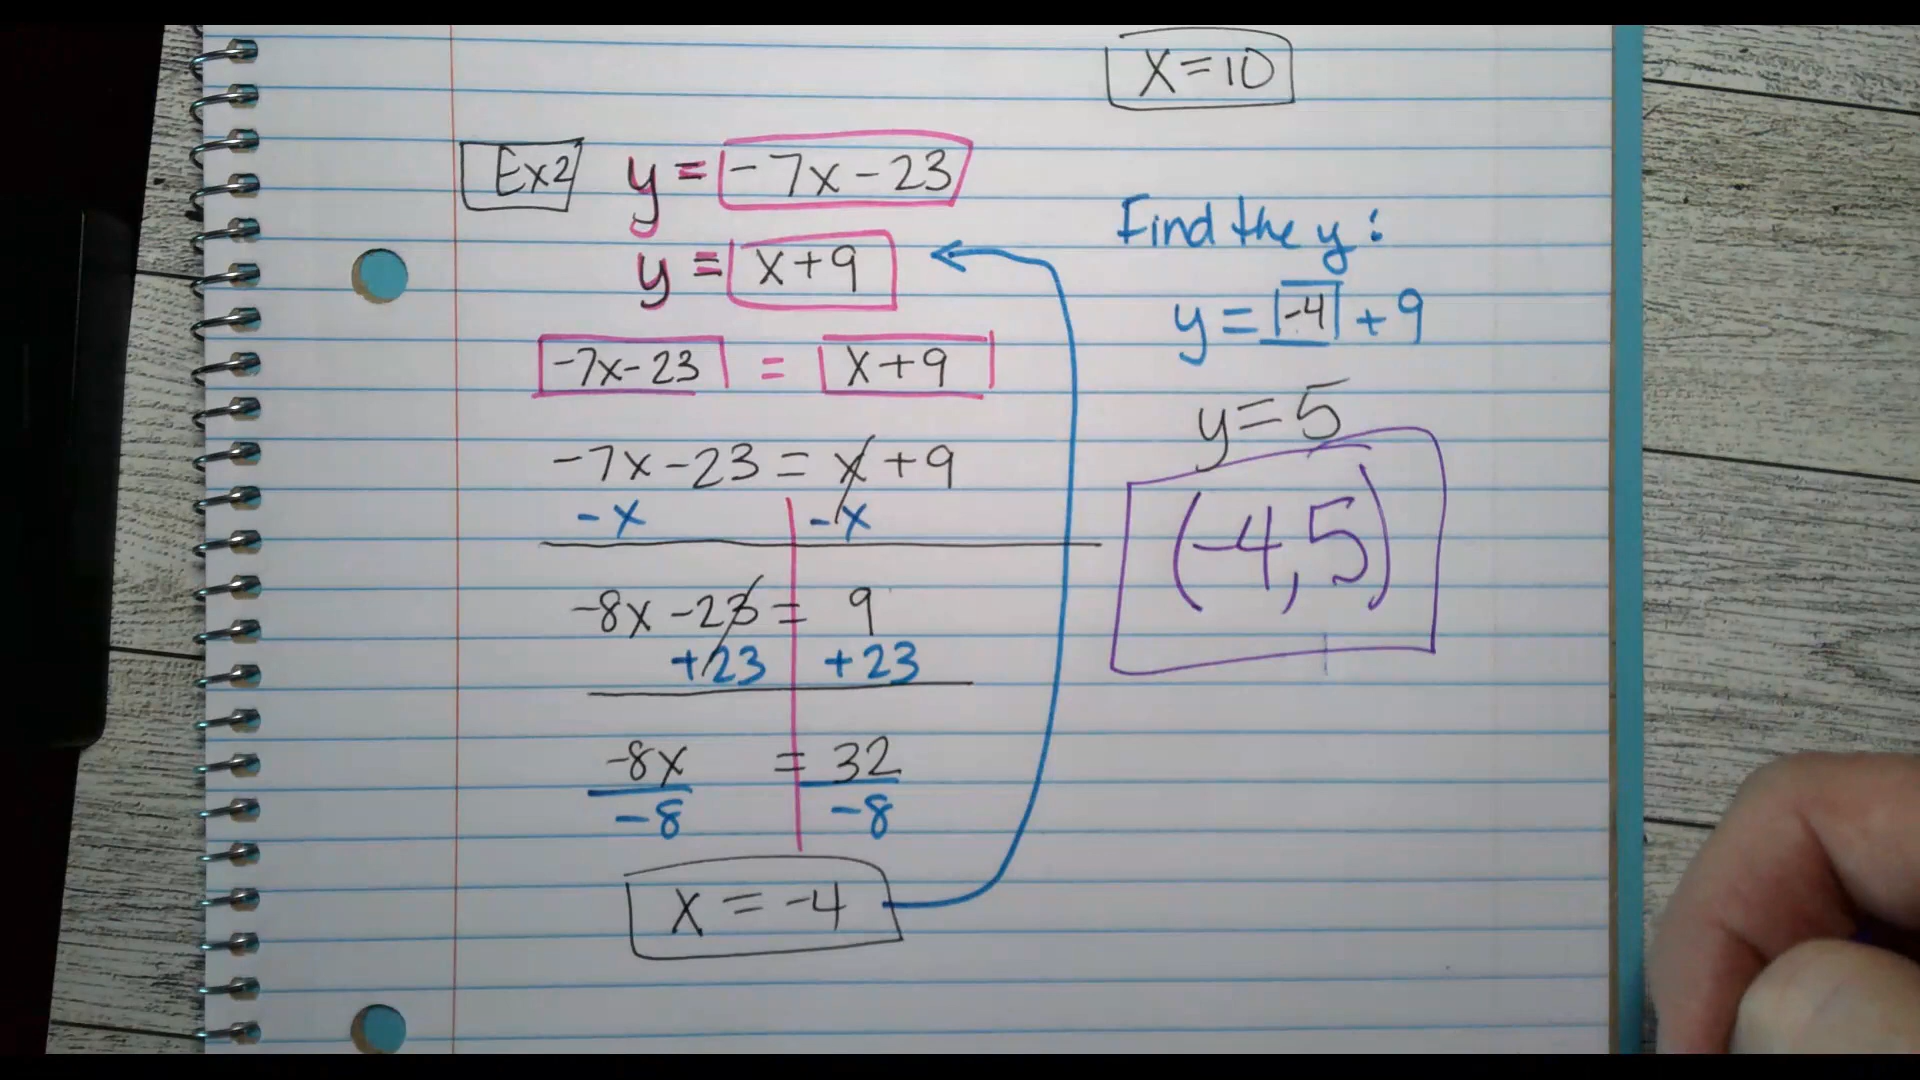 X=10
Ex2 y = -7x-23
y = x+9
-7x-23 = x+9
-7x-23 = x+9
-x -x
-8x-23 = 9
+23 +23
-8x = 32
-8 -8
x = -4
Find the y:
y = -4 + 9
y=5
(-4,5)